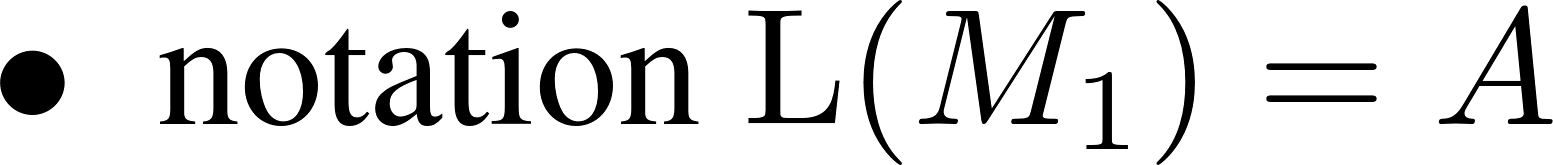 • notation L(M₁) = A